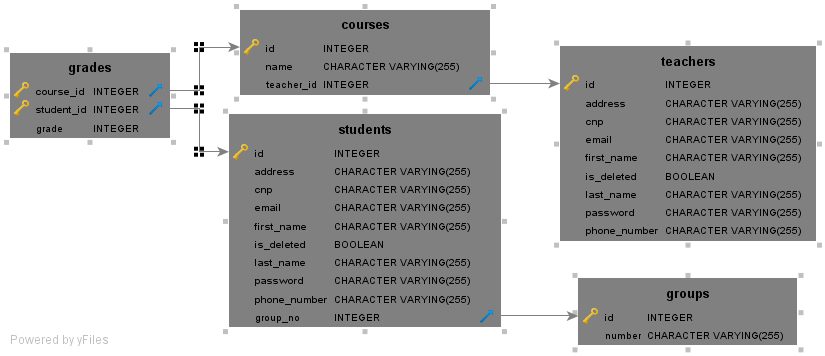 grades
course_id INTEGER
student_id INTEGER
grade INTEGER
courses
id INTEGER
name CHARACTER VARYING(255)
teacher_id INTEGER
students
id INTEGER
address CHARACTER VARYING(255)
cnp CHARACTER VARYING(255)
email CHARACTER VARYING(255)
first_name CHARACTER VARYING(255)
is_deleted BOOLEAN
last_name CHARACTER VARYING(255)
password CHARACTER VARYING(255)
phone_number CHARACTER VARYING(255)
group_no INTEGER
teachers
id INTEGER
address CHARACTER VARYING(255)
cnp CHARACTER VARYING(255)
email CHARACTER VARYING(255)
first_name CHARACTER VARYING(255)
is_deleted BOOLEAN
last_name CHARACTER VARYING(255)
password CHARACTER VARYING(255)
phone_number CHARACTER VARYING(255)
groups
id INTEGER
number CHARACTER VARYING(255)
Powered by yFiles